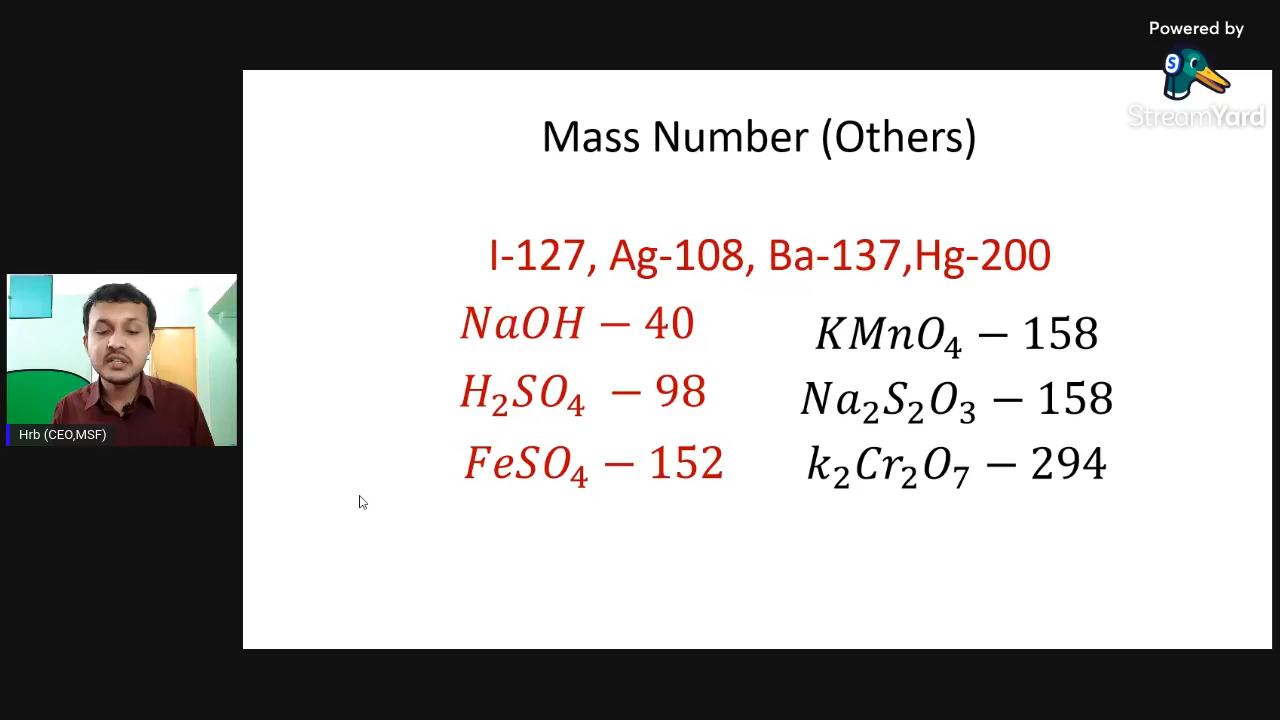 Powered by
StreamYard
Mass Number (Others)
I-127, Ag-108, Ba-137,Hg-200
NaOH − 40
H₂SO₄ − 98
FeSO₄ − 152
KMnO₄ − 158
Na₂S₂O₃ − 158
k₂Cr₂O₇ − 294
Hrb (CEO,MSF)